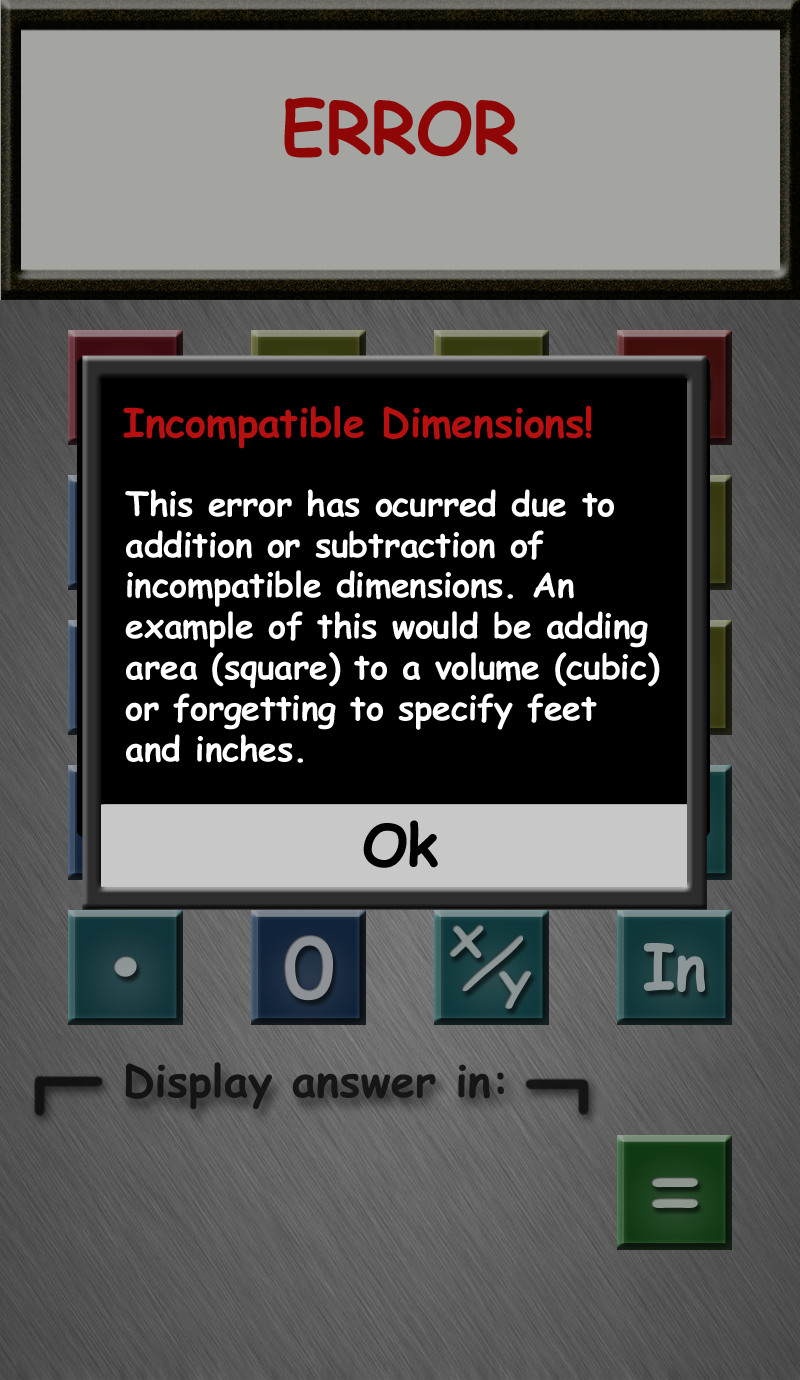 ERROR
Incompatible Dimensions!
This error has ocurred due to
addition or subtraction of
incompatible dimensions. An
example of this would be adding
area (square) to a volume (cubic)
or forgetting to specify feet
and inches.
Ok
• 0 X/Y In
Display answer in:
=